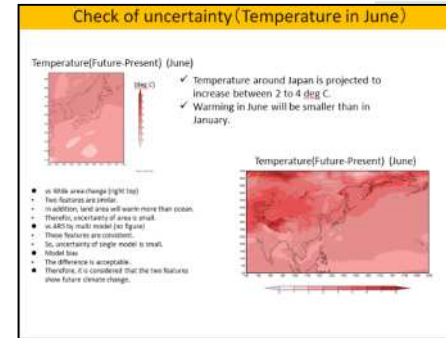 Check of uncertainty(Temperature in June)
Temperature(Future-Present) (June)
(deg C)
✓ Temperature around Japan is projected to
increase between 2 to 4 deg C.
✓ Warming in June will be smaller than in
January.
Temperature(Future-Present) (June)
● vs Wide area change (right top)
• Two features are similar.
• In addition, land area will warm more than ocean.
• Therefor, uncertainty of area is small.
● vs AR5 by multi model (no figure)
• These features are consistent.
• So, uncertainty of single model is small.
● Model bias
• The difference is acceptable.
● Therefore, it is considered that the two features
show future climate change.